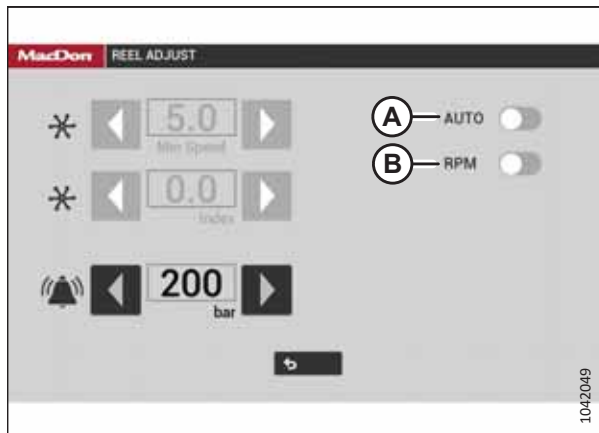 MacDon REEL ADJUST
5.0
Min Speed
0.0
Index
200
bar
A AUTO
B RPM
1042049